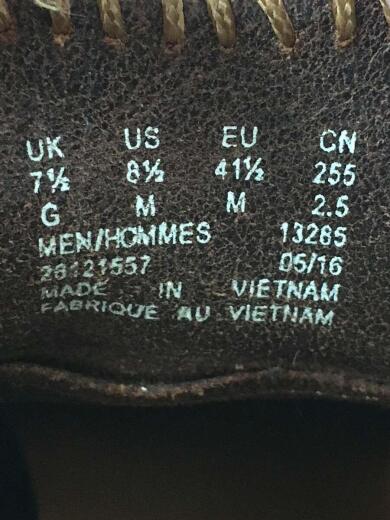 UK US EU CN
7½ 8½ 41½ 255
G M M 2.5
MEN/HOMMES 13285
26121557 05/16
MADE IN VIETNAM
FABRIQUE AU VIETNAM